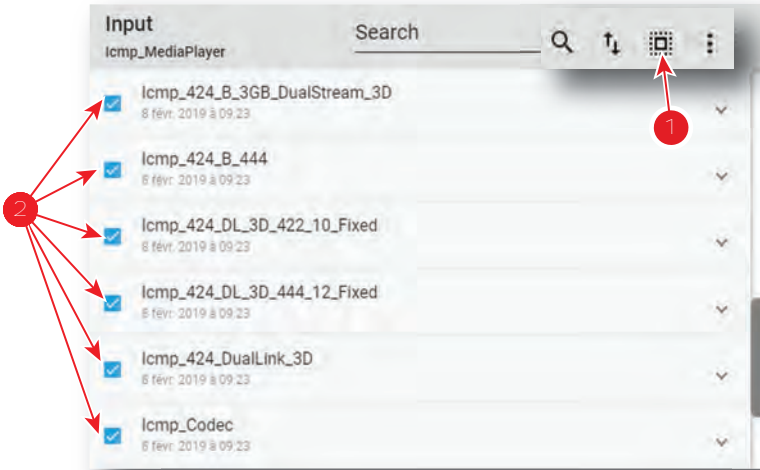 Input
Icmp_MediaPlayer
Search
1
Icmp_424_B_3GB_DualStream_3D
8 févr. 2019 à 09:23
Icmp_424_B_444
8 févr. 2019 à 09:23
2
Icmp_424_DL_3D_422_10_Fixed
8 févr. 2019 à 09:23
Icmp_424_DL_3D_444_12_Fixed
8 févr. 2019 à 09:23
Icmp_424_DualLink_3D
8 févr. 2019 à 09:23
Icmp_Codec
8 févr. 2019 à 09:23